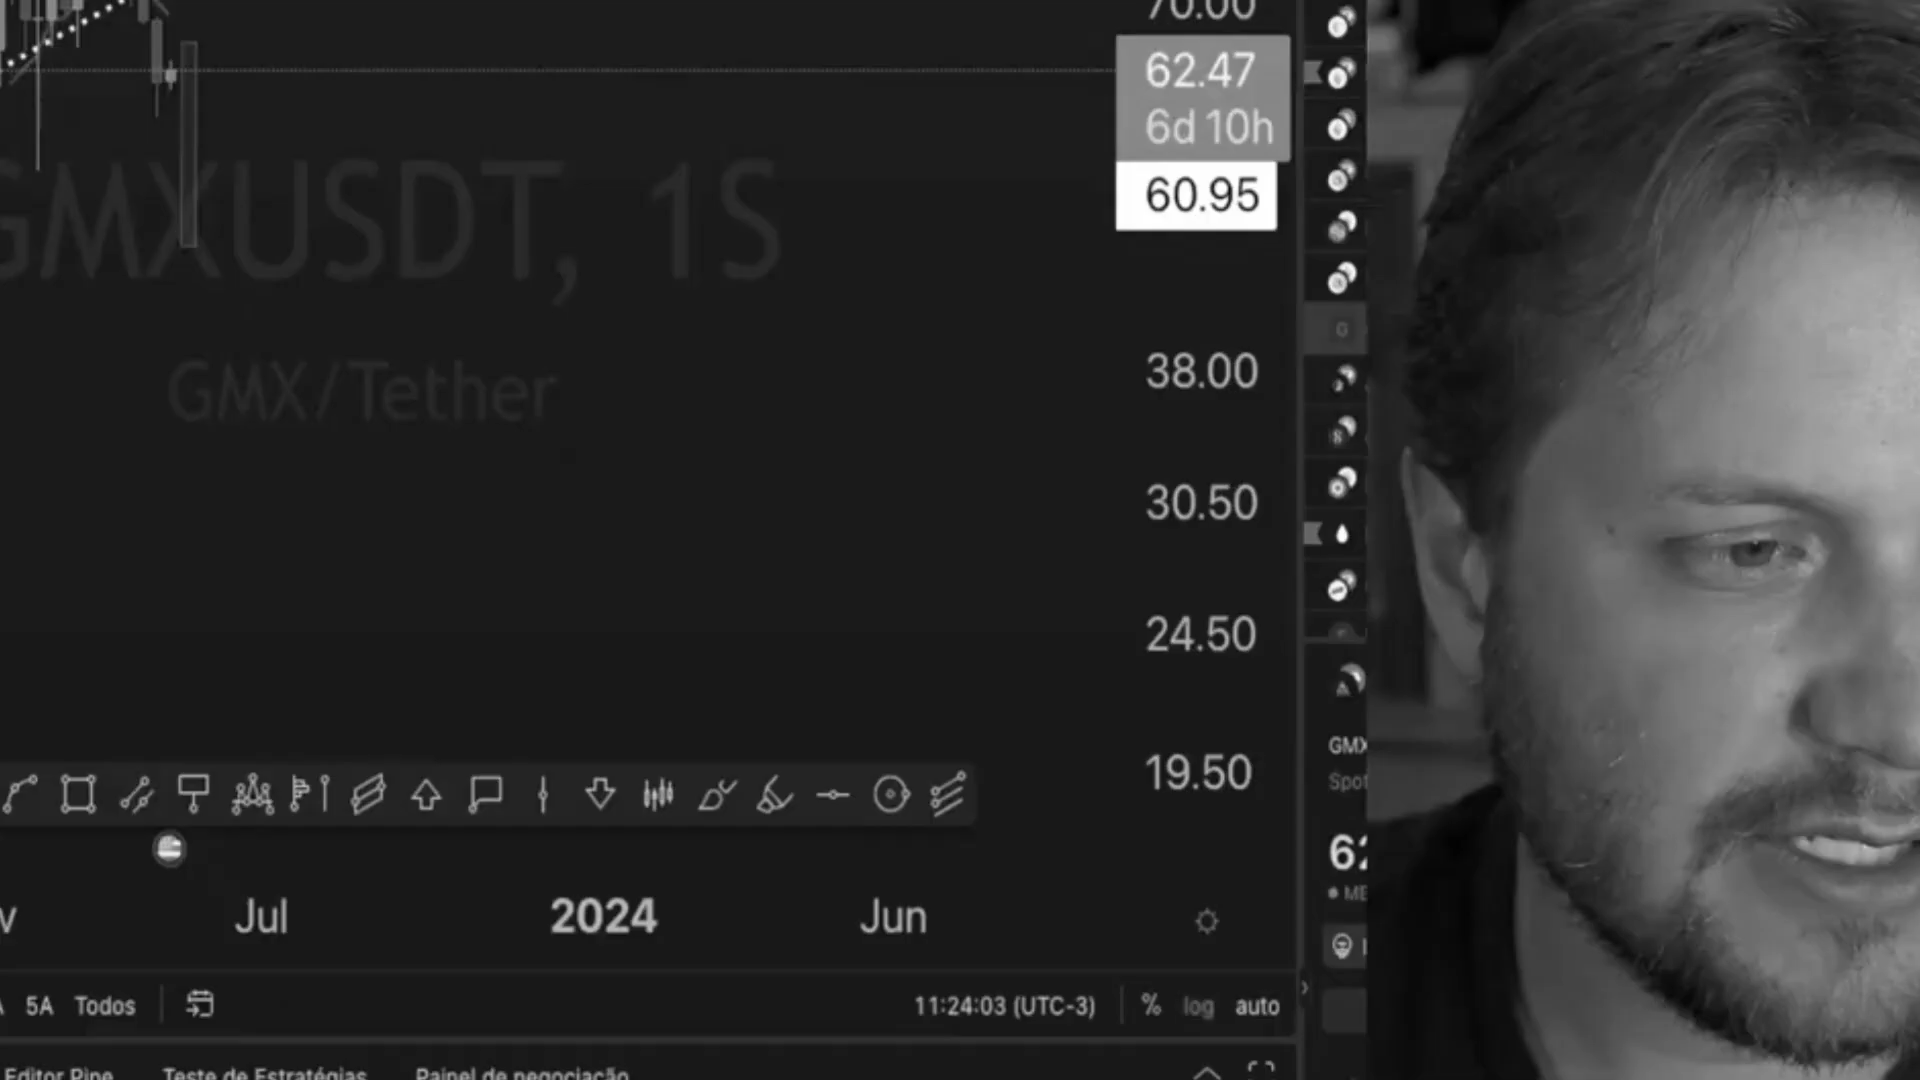 70.00
62.47
6d 10h
60.95
GMXUSDT, 1S
GMX/Tether
38.00
30.50
24.50
19.50
GMX
Spot
62
Jul 2024 Jun
5A Todos
11:24:03 (UTC-3) % log auto
Editor Pine Teste de Estratégias Painel de negociação